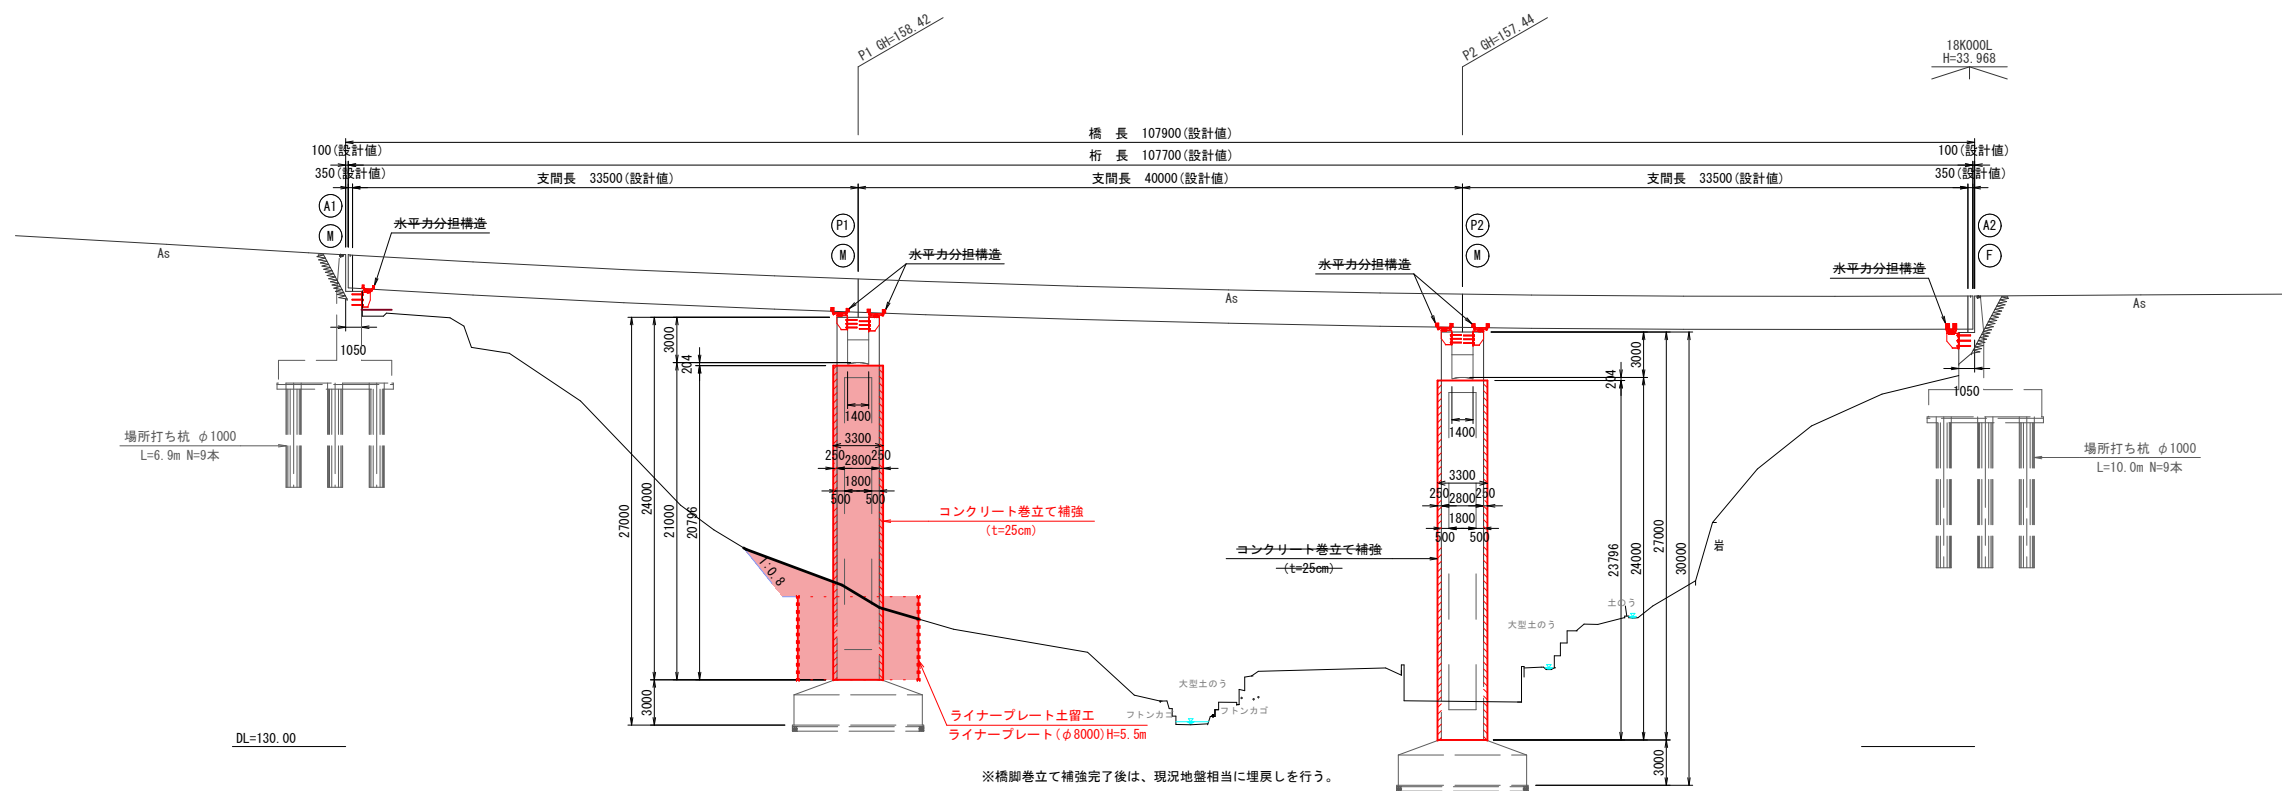 P1 GH=158.42
P2 GH=157.44
18K000L
H=33.968
橋 長 107900(設計値)
100(設計値)
桁 長 107700(設計値)
100(設計値)
350(設計値)
支間長 33500(設計値)
支間長 40000(設計値)
支間長 33500(設計値)
350(設計値)
A1
M
水平力分担構造
P1
M
水平力分担構造
水平力分担構造
P2
M
水平力分担構造
A2
F
As
As
As
1050
1050
3000
204
27000
24000
21000
20796
3000
1400
3300
250
2800
250
1800
500
500
3000
204
1400
3300
250
2800
250
1800
500
500
23796
24000
27000
30000
3000
場所打ち杭 φ1000
L=6.9m N=9本
場所打ち杭 φ1000
L=10.0m N=9本
コンクリート巻立て補強
(t=25cm)
コンクリート巻立て補強
(t=25cm)
1:0.8
岩
土のう
大型土のう
大型土のう
フトンカゴ
フトンカゴ
ライナープレート土留工
ライナープレート(φ8000)H=5.5m
DL=130.00
※橋脚巻立て補強完了後は、現況地盤相当に埋戻しを行う。